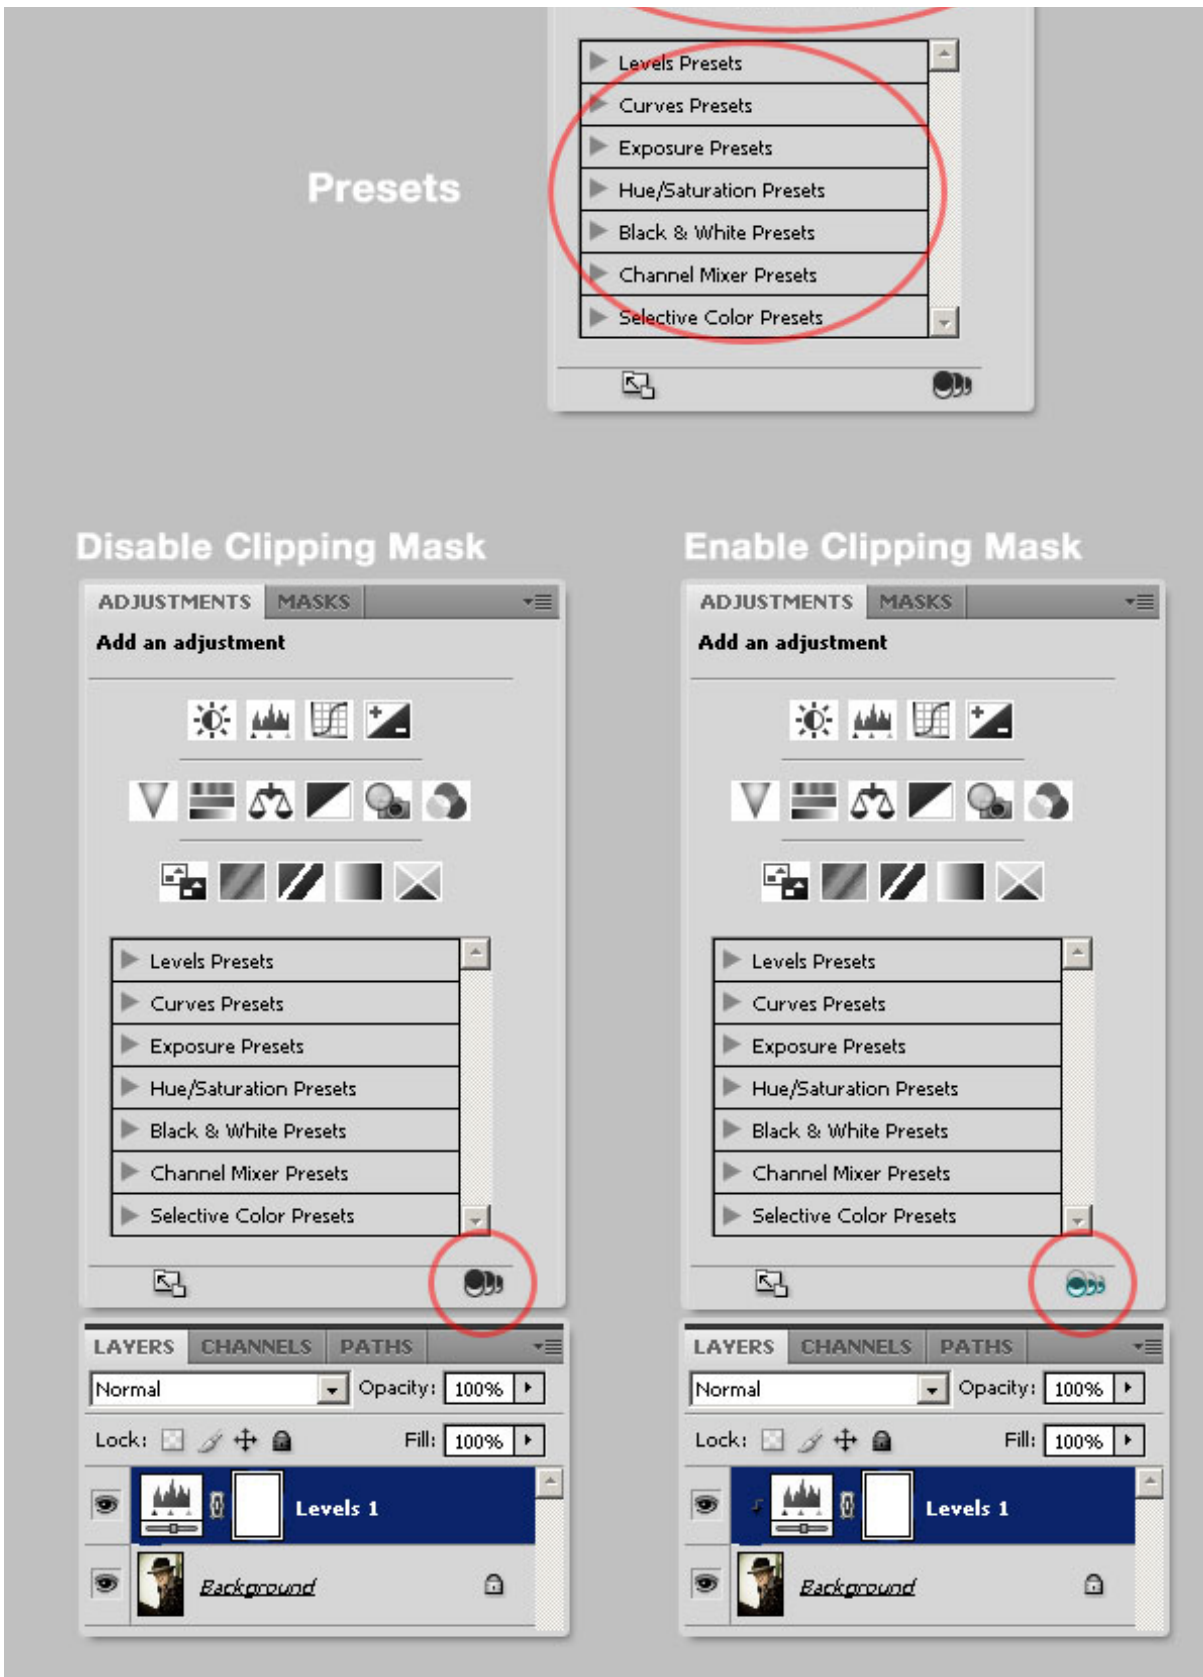 Levels Presets
Curves Presets
Exposure Presets
Hue/Saturation Presets
Black & White Presets
Channel Mixer Presets
Selective Color Presets
Presets
Disable Clipping Mask
ADJUSTMENTS MASKS
Add an adjustment
Levels Presets
Curves Presets
Exposure Presets
Hue/Saturation Presets
Black & White Presets
Channel Mixer Presets
Selective Color Presets
LAYERS CHANNELS PATHS
Normal Opacity: 100%
Lock: Fill: 100%
Levels 1
Background
Enable Clipping Mask
ADJUSTMENTS MASKS
Add an adjustment
Levels Presets
Curves Presets
Exposure Presets
Hue/Saturation Presets
Black & White Presets
Channel Mixer Presets
Selective Color Presets
LAYERS CHANNELS PATHS
Normal Opacity: 100%
Lock: Fill: 100%
Levels 1
Background